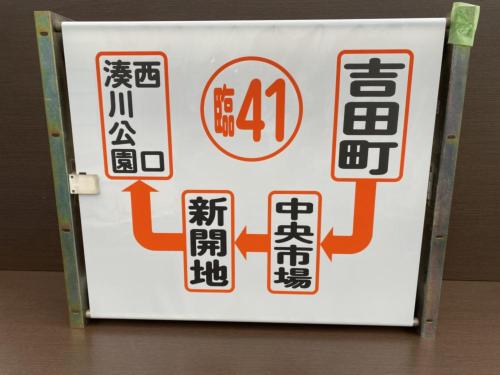 臨41
吉田町
中央市場
新開地
湊川公園
西口